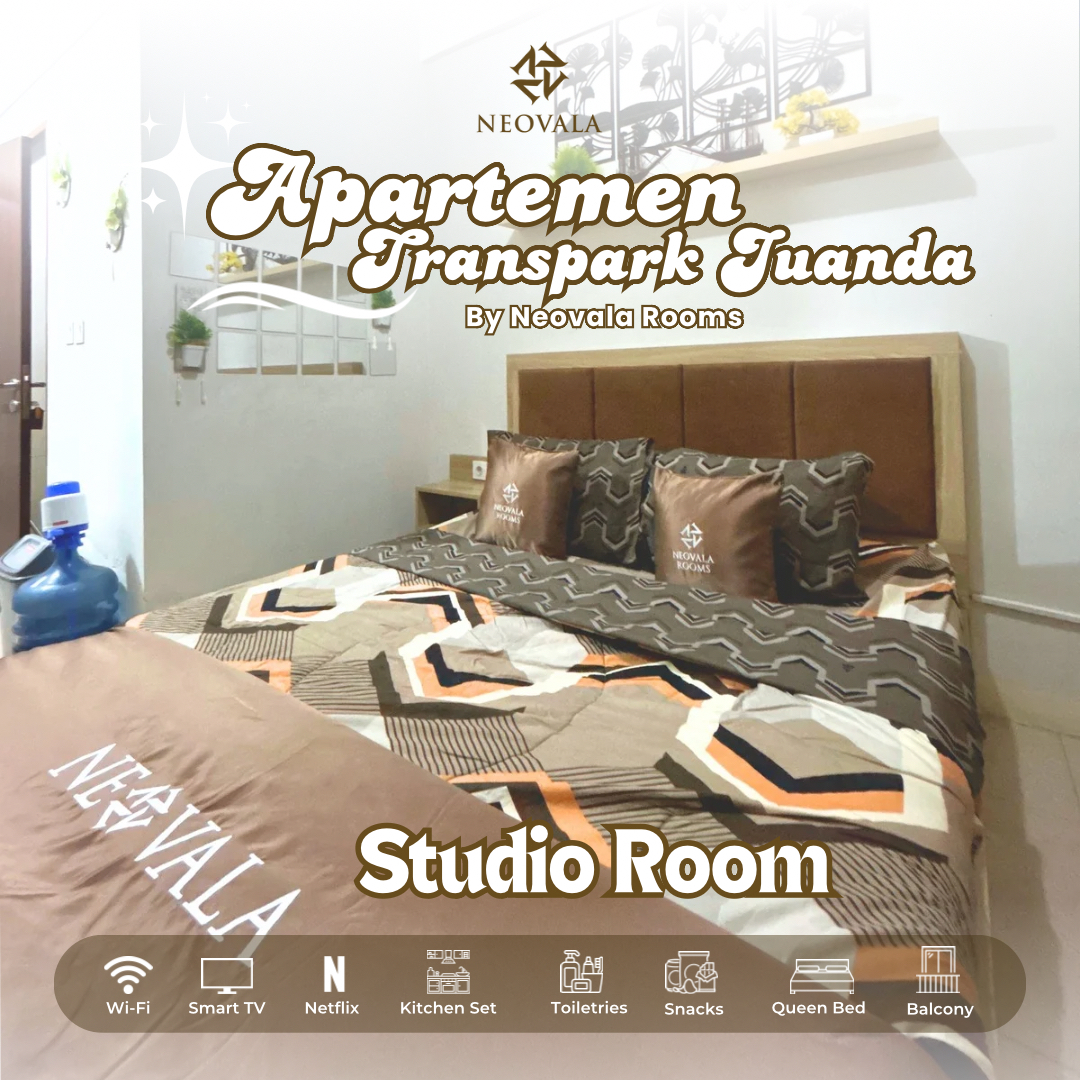 NEOVALA
Apartemen
Transpark Juanda
By Neovala Rooms
NEOVALA
ROOMS
NEOVALA
ROOMS
NEOVALA
Studio Room
N
Wi-Fi Smart TV Netflix Kitchen Set Toiletries Snacks Queen Bed Balcony